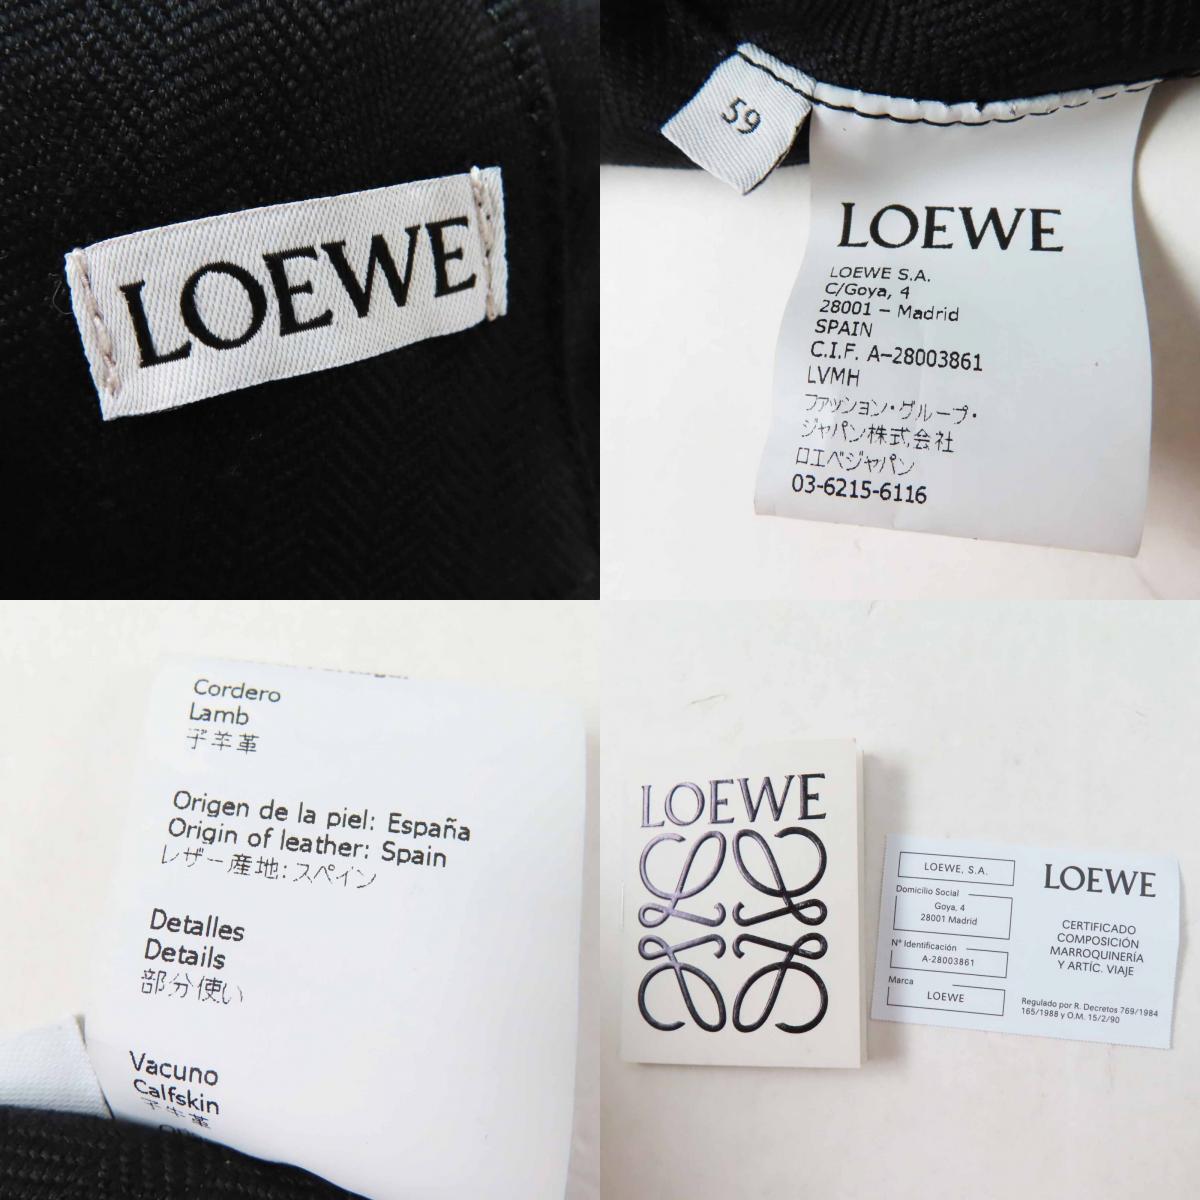 LOEWE
59
LOEWE
LOEWE S.A.
C/Goya, 4
28001 – Madrid
SPAIN
C.I.F. A-28003861
LVMH
ファッション・グループ・
ジャパン株式会社
ロエベジャパン
03-6215-6116
Cordero
Lamb
子羊革
Origen de la piel: España
Origin of leather: Spain
レザー産地:スペイン
Detalles
Details
部分使い
Vacuno
Calfskin
子牛革
LOEWE
LOEWE, S.A.
Domicilio Social
Goya, 4
28001 Madrid
N° Identificación
A-28003861
Marca
LOEWE
LOEWE
CERTIFICADO
COMPOSICIÓN
MARROQUINERÍA
Y ARTÍC. VIAJE
Regulado por R. Decretos 769/1984
165/1988 y O.M. 15/2/90